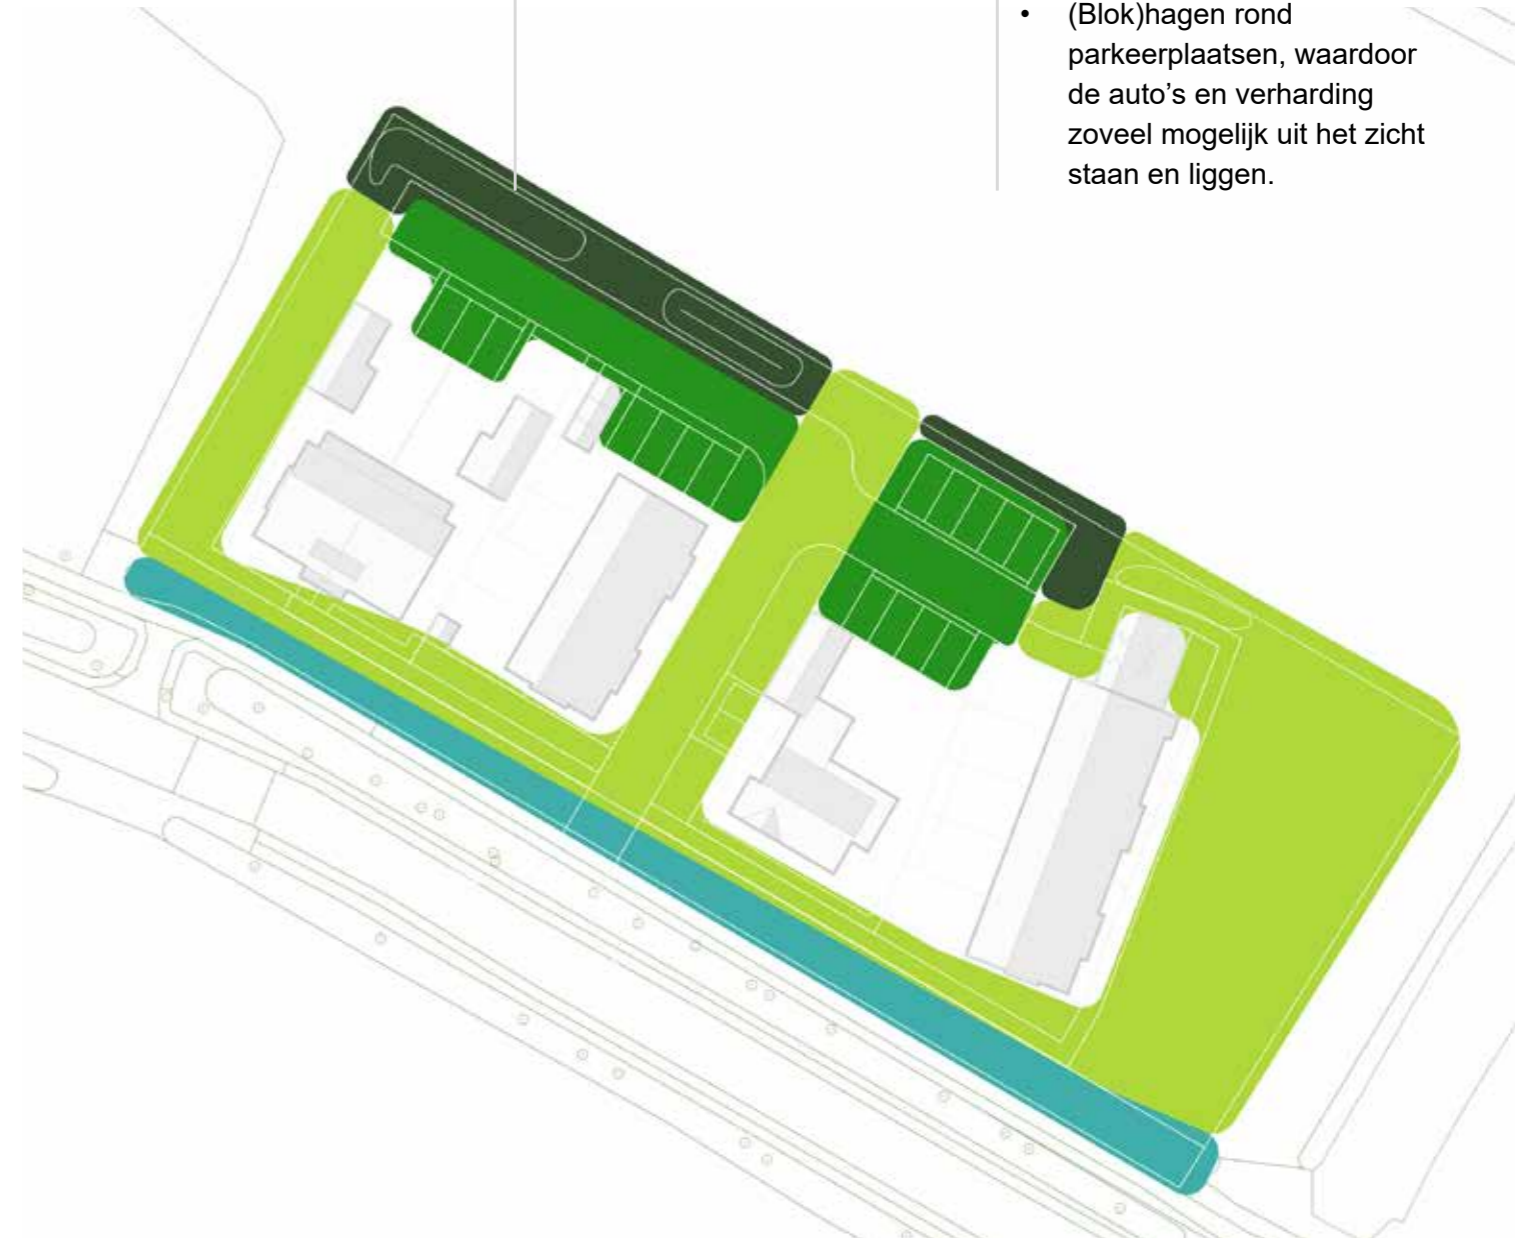 • (Blok)hagen rond
parkeerplaatsen, waardoor
de auto's en verharding
zoveel mogelijk uit het zicht
staan en liggen.